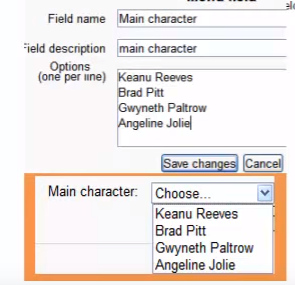 Field name Main character
Field description main character
Options
(one per line) Keanu Reeves
Brad Pitt
Gwyneth Paltrow
Angeline Jolie
Save changes Cancel
Main character: Choose...
Keanu Reeves
Brad Pitt
Gwyneth Paltrow
Angeline Jolie